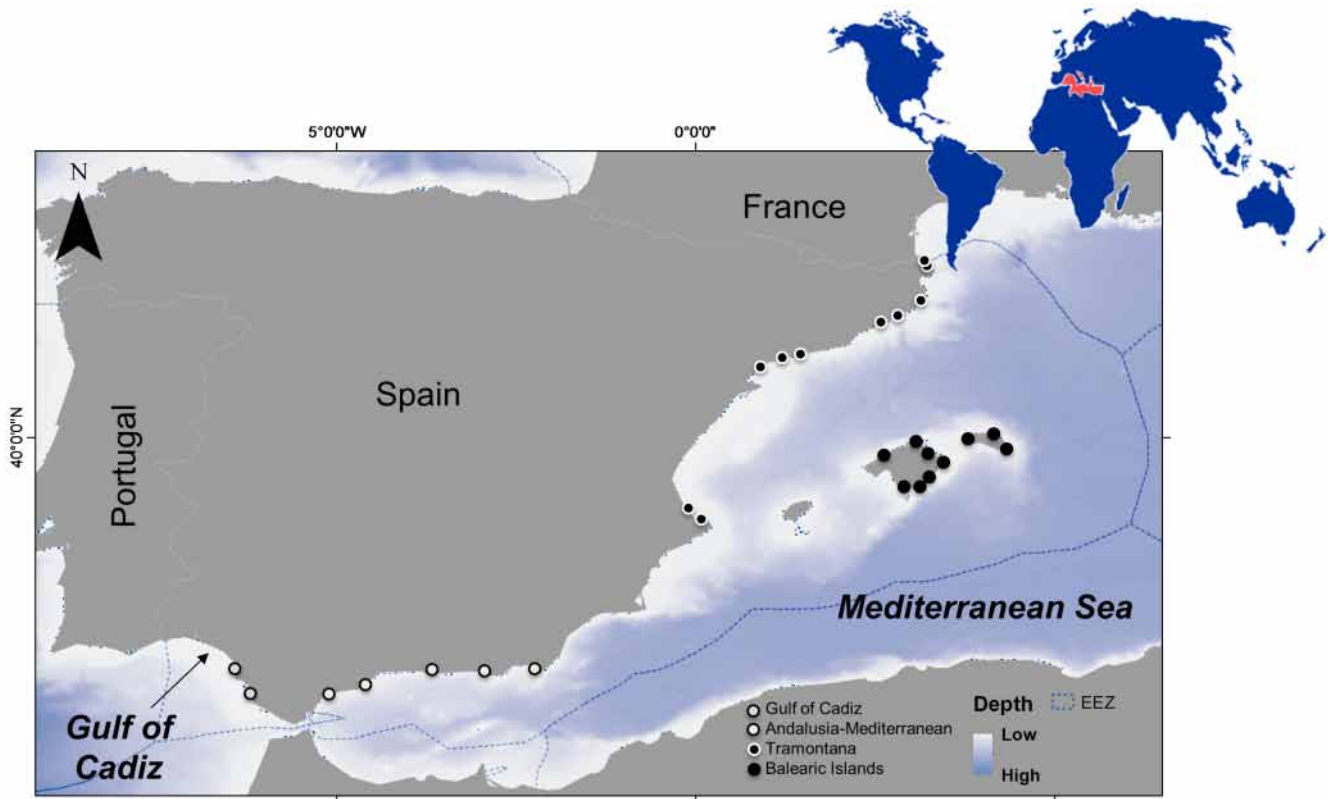 5°0'0"W
0°0'0"
N
France
Spain
40°0'0"N
Portugal
Mediterranean Sea
Gulf of
Cadiz
Gulf of Cadiz
Andalusia-Mediterranean
Tramontana
Balearic Islands
Depth
Low
High
EEZ